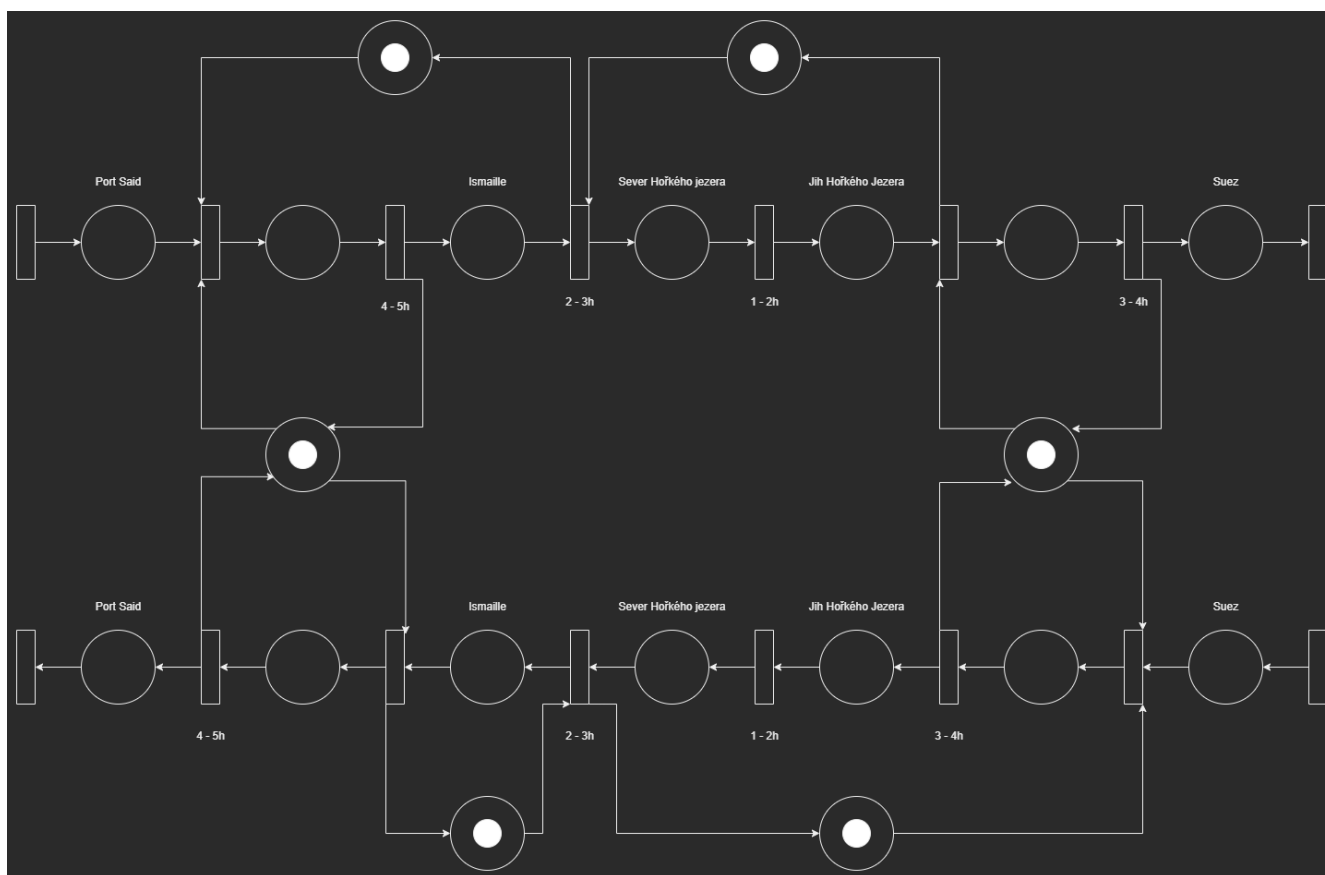 Port Said
Ismaille
Sever Hořkého jezera
Jih Hořkého Jezera
Suez
4 - 5h
2 - 3h
1 - 2h
3 - 4h
Port Said
Ismaille
Sever Hořkého jezera
Jih Hořkého Jezera
Suez
4 - 5h
2 - 3h
1 - 2h
3 - 4h